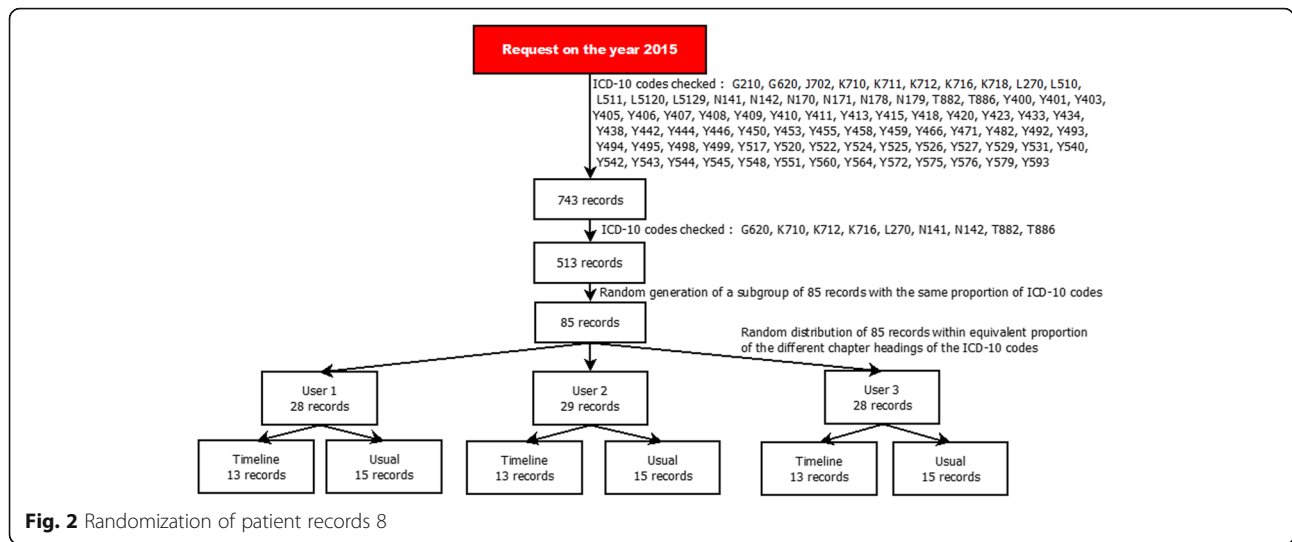 Request on the year 2015
ICD-10 codes checked : G210, G620, J702, K710, K711, K712, K716, K718, L270, L510,
L511, L5120, L5129, N141, N142, N170, N171, N178, N179, T882, T886, Y400, Y401, Y403,
Y405, Y406, Y407, Y408, Y409, Y410, Y411, Y413, Y415, Y418, Y420, Y423, Y433, Y434,
Y438, Y442, Y444, Y446, Y450, Y453, Y455, Y458, Y459, Y466, Y471, Y482, Y492, Y493,
Y494, Y495, Y498, Y499, Y517, Y520, Y522, Y524, Y525, Y526, Y527, Y529, Y531, Y540,
Y542, Y543, Y544, Y545, Y548, Y551, Y560, Y564, Y572, Y575, Y576, Y579, Y593
743 records
ICD-10 codes checked : G620, K710, K712, K716, L270, N141, N142, T882, T886
513 records
Random generation of a subgroup of 85 records with the same proportion of ICD-10 codes
85 records
Random distribution of 85 records within equivalent proportion
of the different chapter headings of the ICD-10 codes
User 1
28 records
User 2
29 records
User 3
28 records
Timeline
13 records
Usual
15 records
Timeline
13 records
Usual
15 records
Timeline
13 records
Usual
15 records
Fig. 2 Randomization of patient records 8